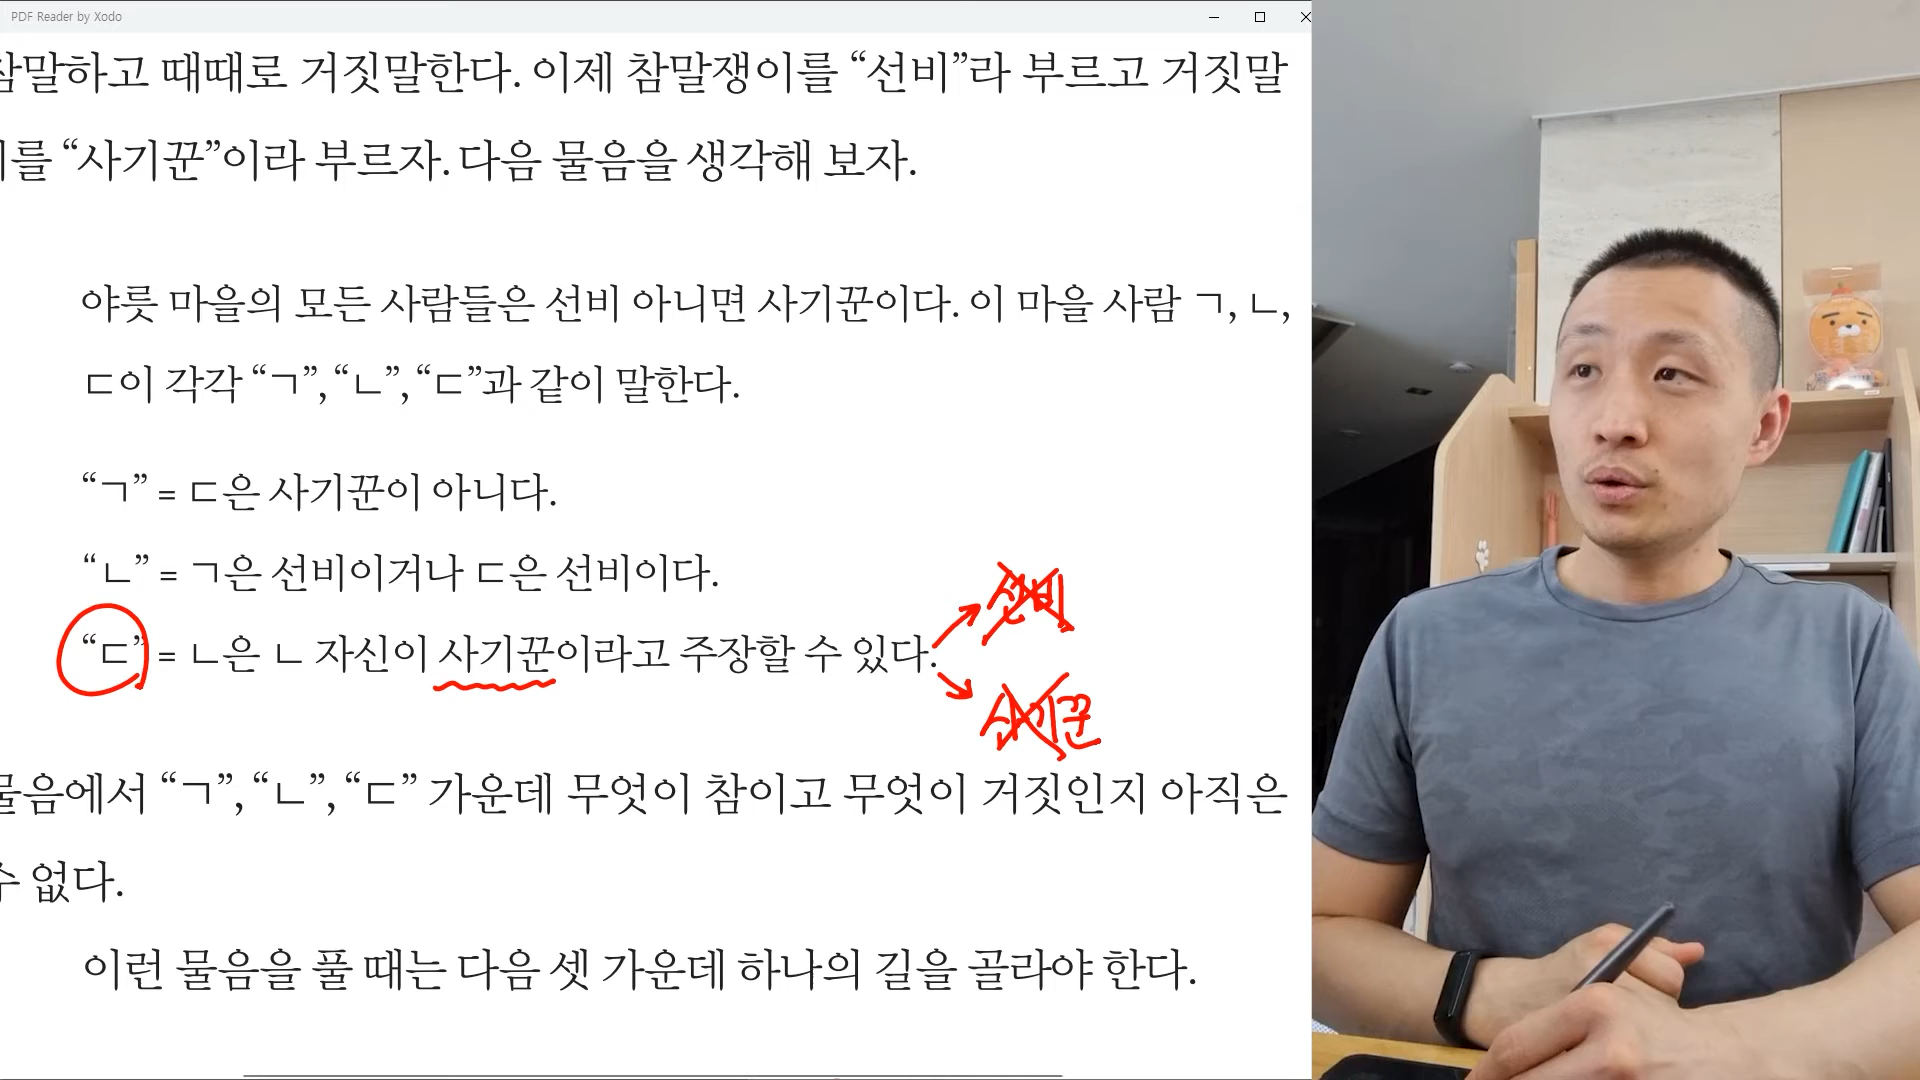 PDF Reader by Xodo
참말하고 때때로 거짓말한다. 이제 참말쟁이를 “선비”라 부르고 거짓말
를 “사기꾼”이라 부르자. 다음 물음을 생각해 보자.
야릇 마을의 모든 사람들은 선비 아니면 사기꾼이다. 이 마을 사람 ㄱ, ㄴ,
ㄷ이 각각 “ㄱ”, “ㄴ”, “ㄷ”과 같이 말한다.
“ㄱ” = ㄷ은 사기꾼이 아니다.
“ㄴ” = ㄱ은 선비이거나 ㄷ은 선비이다.
“ㄷ” = ㄴ은 ㄴ 자신이 사기꾼이라고 주장할 수 있다.
선비
사기꾼
물음에서 “ㄱ”, “ㄴ”, “ㄷ” 가운데 무엇이 참이고 무엇이 거짓인지 아직은
수 없다.
이런 물음을 풀 때는 다음 셋 가운데 하나의 길을 골라야 한다.